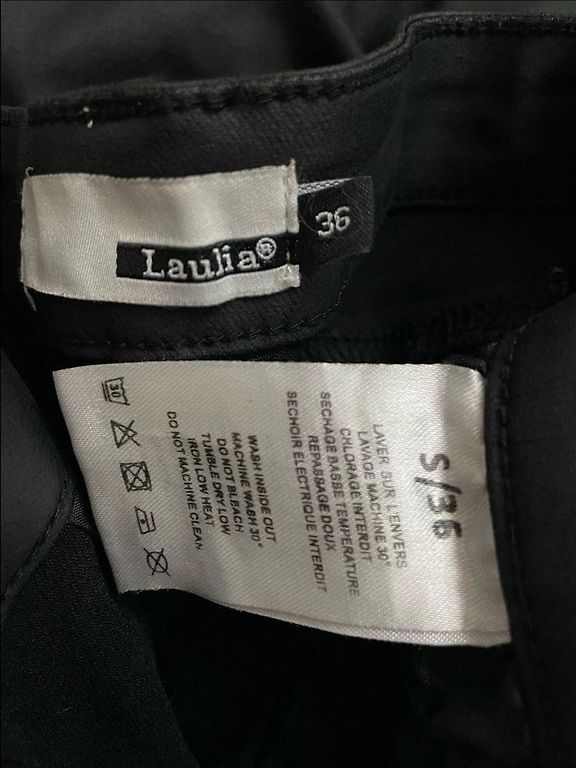 Laulia®
36
S/36
LAVER SUR L'ENVERS
LAVAGE MACHINE 30°
CHLORAGE INTERDIT
SECHAGE BASSE TEMPERATURE
REPASSAGE DOUX
SECHOIR ELECTRIQUE INTERDIT
WASH INSIDE OUT
MACHINE WASH 30°
DO NOT BLEACH
TUMBLE DRY LOW
IRON LOW HEAT
DO NOT MACHINE CLEAN
30